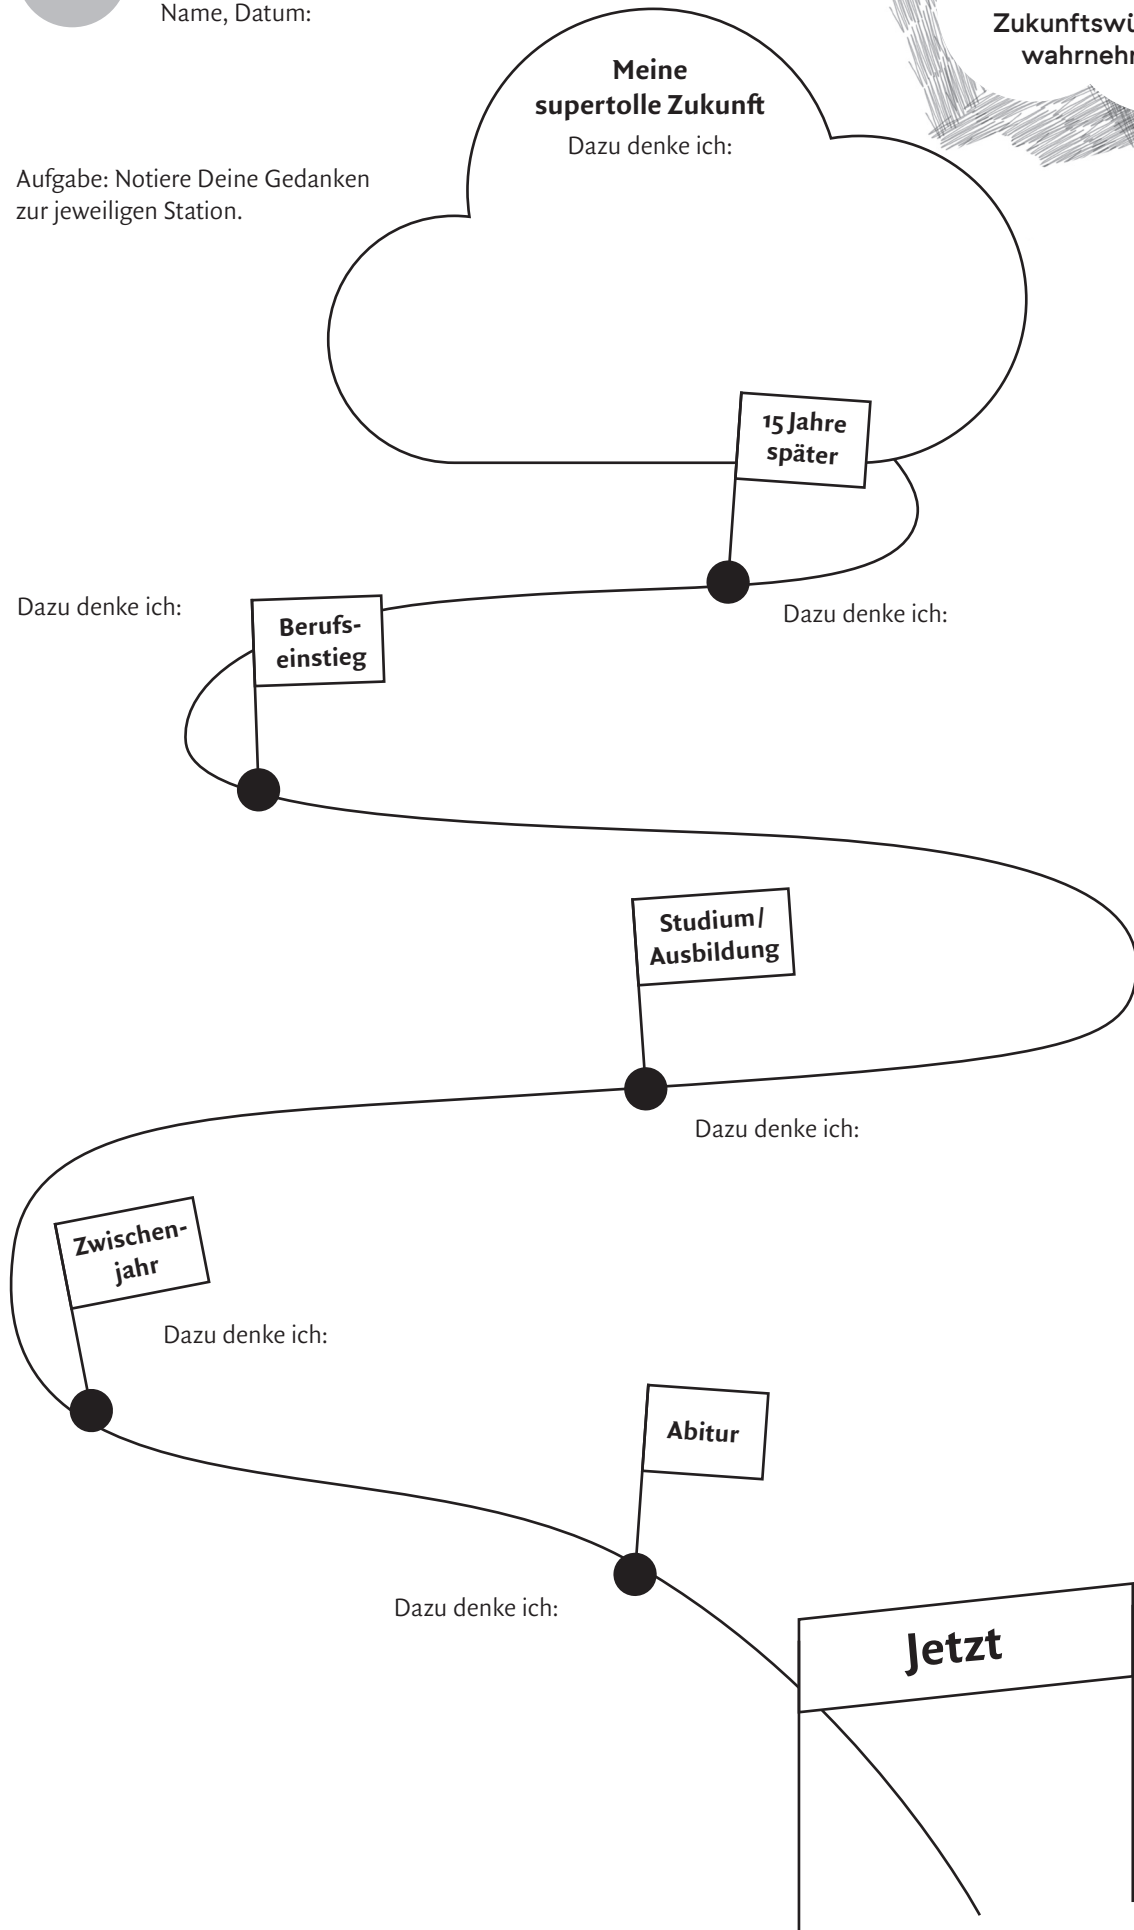 Name, Datum:
Meine
supertolle Zukunft
Dazu denke ich:
Aufgabe: Notiere Deine Gedanken
zur jeweiligen Station.
15 Jahre
später
Dazu denke ich:
Berufs-
einstieg
Dazu denke ich:
Studium/
Ausbildung
Dazu denke ich:
Zwischen-
jahr
Dazu denke ich:
Abitur
Dazu denke ich:
Jetzt